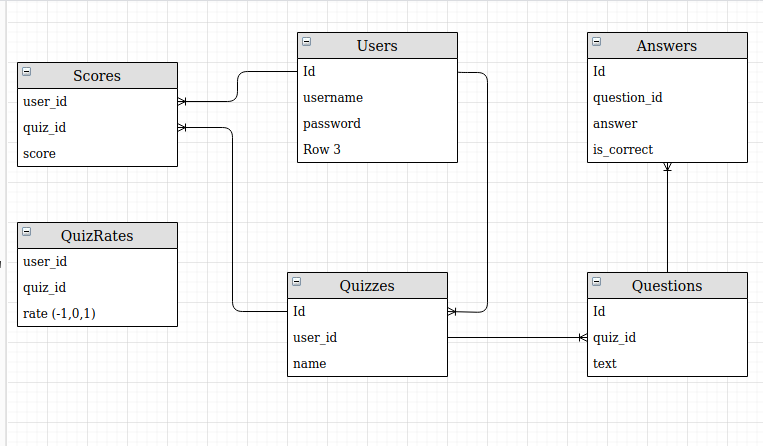 Scores
user_id
quiz_id
score
Users
Id
username
password
Row 3
Answers
Id
question_id
answer
is_correct
QuizRates
user_id
quiz_id
rate (-1,0,1)
Quizzes
Id
user_id
name
Questions
Id
quiz_id
text